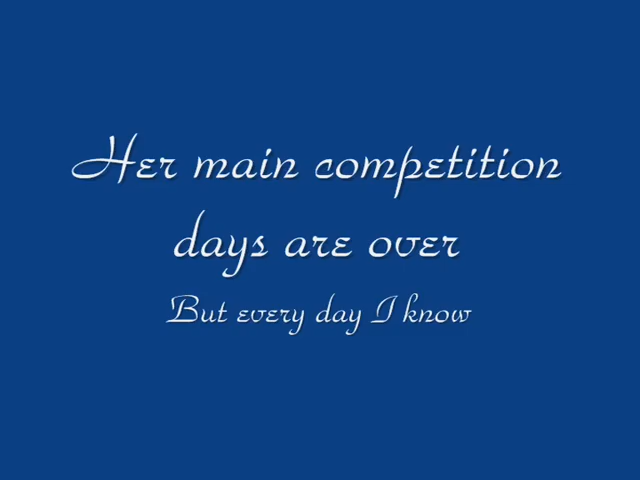 Her main competition
days are over
But every day I know